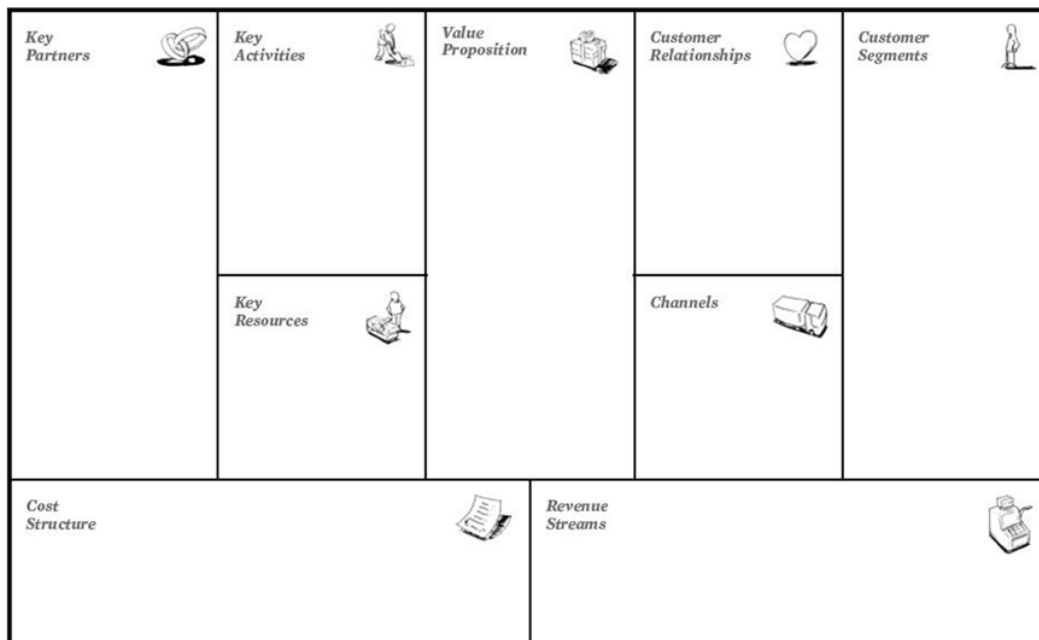 Key
Partners
Key
Activities
Value
Proposition
Customer
Relationships
Customer
Segments
Key
Resources
Channels
Cost
Structure
Revenue
Streams